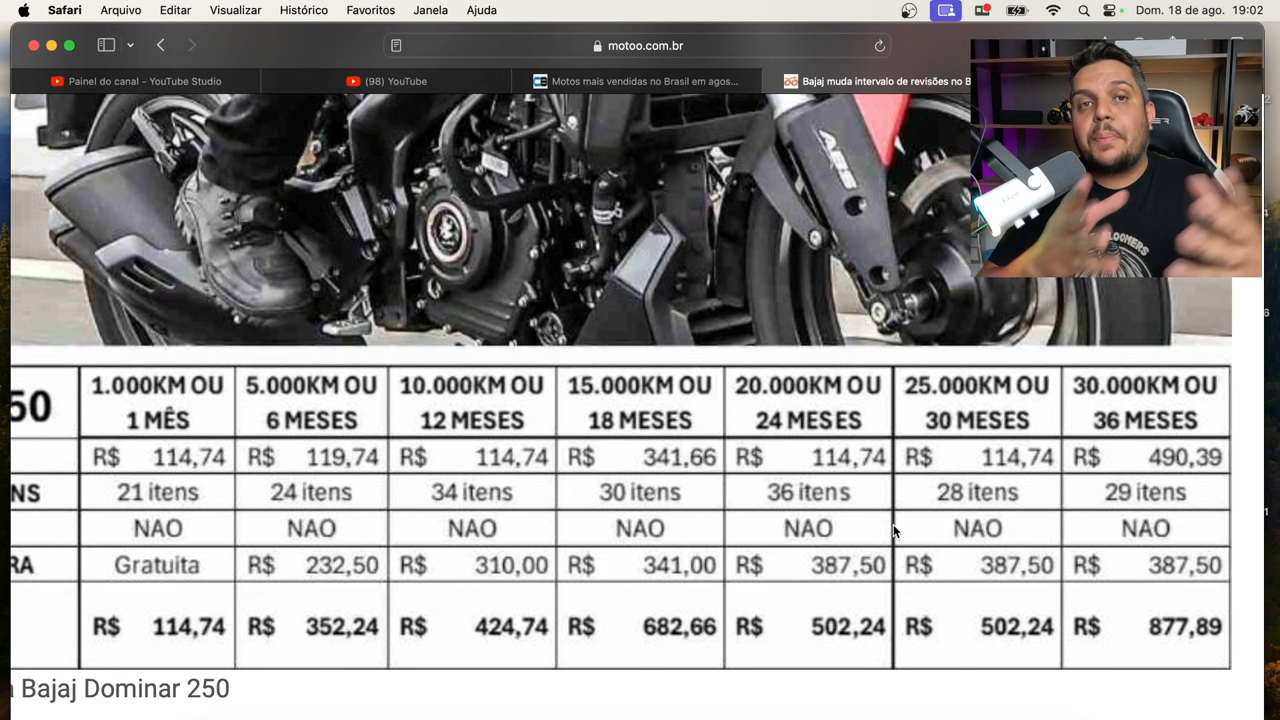 Safari Arquivo Editar Visualizar Histórico Favoritos Janela Ajuda Dom. 18 de ago. 19:02
motoo.com.br
Painel do canal - YouTube Studio (98) YouTube Motos mais vendidas no Brasil em agos... Bajaj muda intervalo de revisões no B
ABS
50 1.000KM OU 1 MÊS 5.000KM OU 6 MESES 10.000KM OU 12 MESES 15.000KM OU 18 MESES 20.000KM OU 24 MESES 25.000KM OU 30 MESES 30.000KM OU 36 MESES
R$ 114,74 R$ 119,74 R$ 114,74 R$ 341,66 R$ 114,74 R$ 114,74 R$ 490,39
NS 21 itens 24 itens 34 itens 30 itens 36 itens 28 itens 29 itens
NAO NAO NAO NAO NAO NAO NAO
RA Gratuita R$ 232,50 R$ 310,00 R$ 341,00 R$ 387,50 R$ 387,50 R$ 387,50
R$ 114,74 R$ 352,24 R$ 424,74 R$ 682,66 R$ 502,24 R$ 502,24 R$ 877,89
Bajaj Dominar 250